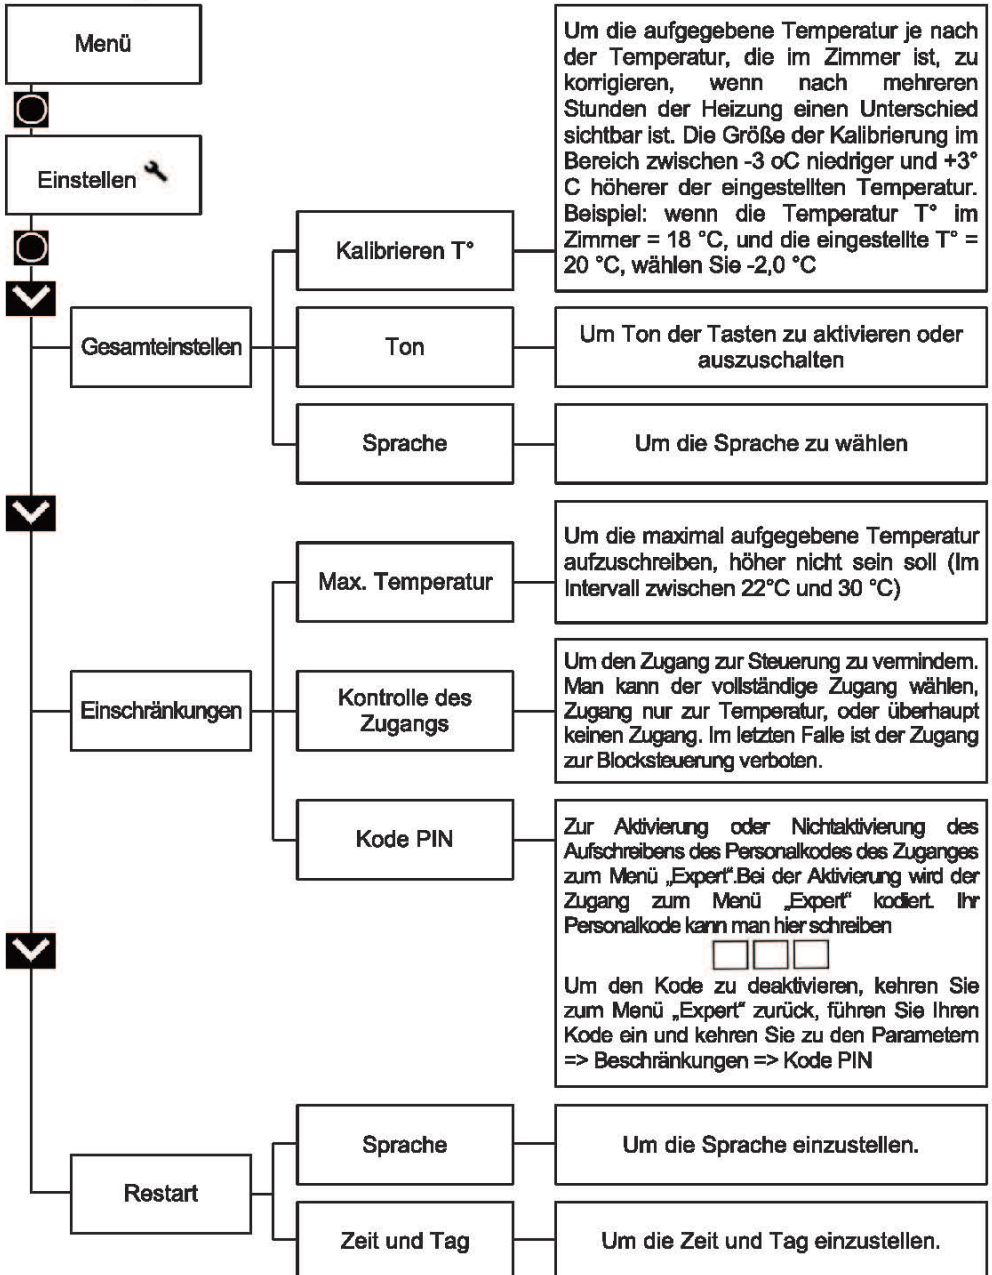 Menü
Einstellen
Um die aufgegebene Temperatur je nach
der Temperatur, die im Zimmer ist, zu
korrigieren, wenn nach mehreren
Stunden der Heizung einen Unterschied
sichtbar ist. Die Größe der Kalibrierung im
Bereich zwischen -3 oC niedriger und +3°
C höherer der eingestellten Temperatur.
Beispiel: wenn die Temperatur T° im
Zimmer = 18 °C, und die eingestellte T° =
20 °C, wählen Sie -2,0 °C
Kalibrieren T°
Gesamteinstellen
Ton
Um Ton der Tasten zu aktivieren oder
auszuschalten
Sprache
Um die Sprache zu wählen
Um die maximal aufgegebene Temperatur
aufzuschreiben, höher nicht sein soll (Im
Intervall zwischen 22°C und 30 °C)
Max. Temperatur
Einschränkungen
Kontrolle des
Zugangs
Um den Zugang zur Steuerung zu vermindern.
Man kann der vollständige Zugang wählen,
Zugang nur zur Temperatur, oder überhaupt
keinen Zugang. Im letzten Falle ist der Zugang
zur Blocksteuerung verboten.
Kode PIN
Zur Aktivierung oder Nichtaktivierung des
Aufschreibens des Personalkodes des Zuganges
zum Menü „Expert“.Bei der Aktivierung wird der
Zugang zum Menü „Expert“ kodiert. Ihr
Personalkode kann man hier schreiben
Um den Kode zu deaktivieren, kehren Sie
zum Menü „Expert“ zurück, führen Sie Ihren
Kode ein und kehren Sie zu den Parametern
=> Beschränkungen => Kode PIN
Restart
Sprache
Um die Sprache einzustellen.
Zeit und Tag
Um die Zeit und Tag einzustellen.